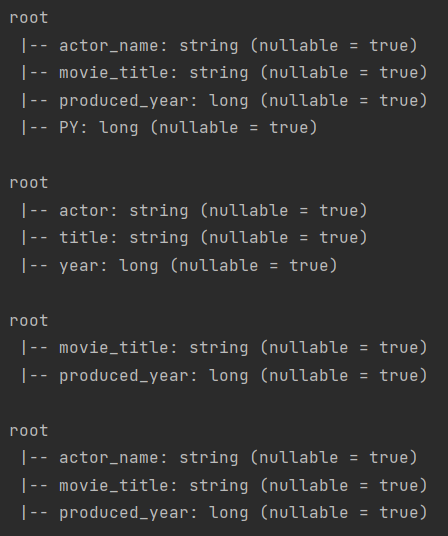 root
 |-- actor_name: string (nullable = true)
 |-- movie_title: string (nullable = true)
 |-- produced_year: long (nullable = true)
 |-- PY: long (nullable = true)

root
 |-- actor: string (nullable = true)
 |-- title: string (nullable = true)
 |-- year: long (nullable = true)

root
 |-- movie_title: string (nullable = true)
 |-- produced_year: long (nullable = true)

root
 |-- actor_name: string (nullable = true)
 |-- movie_title: string (nullable = true)
 |-- produced_year: long (nullable = true)